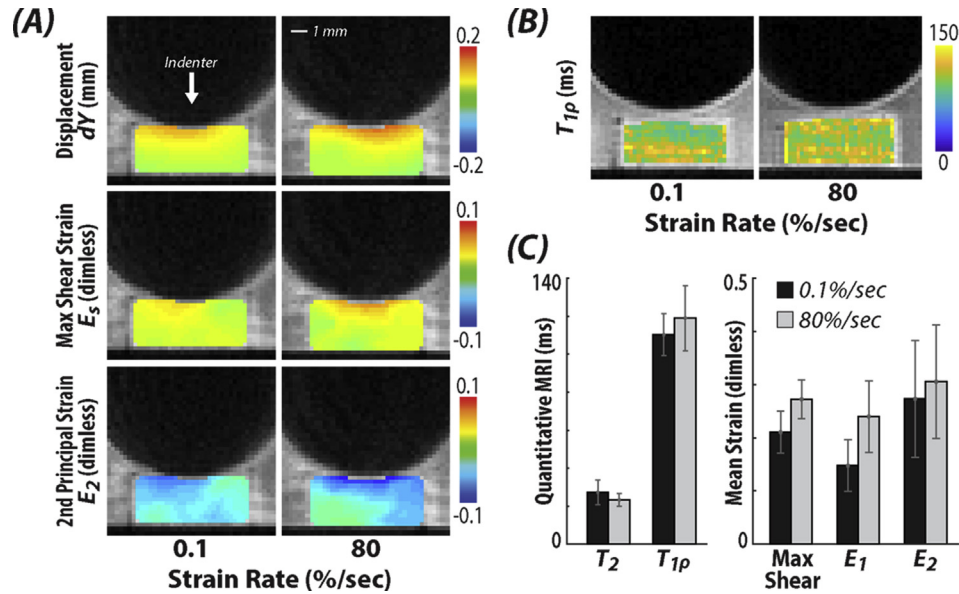 (A)
Displacement
dY (mm)
Indenter
1 mm
0.2
-0.2
Max Shear Strain
Es (dimless)
0.1
-0.1
2nd Principal Strain
E2 (dimless)
0.1
-0.1
0.1
80
Strain Rate (%/sec)
(B)
T1ρ (ms)
150
0
0.1
80
Strain Rate (%/sec)
(C)
Quantitative MRI (ms)
140
0
T2
T1ρ
Mean Strain (dimless)
0.5
0
0.1%/sec
80%/sec
Max
Shear
E1
E2